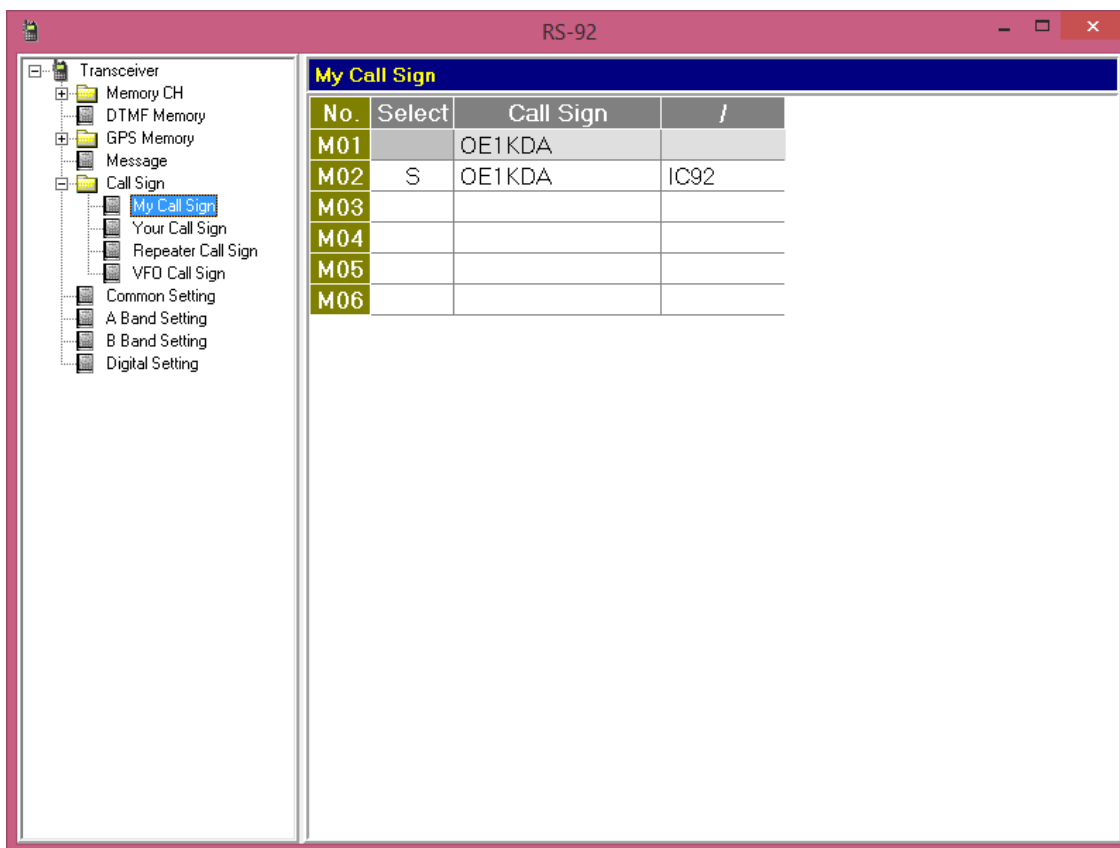 RS-92
Transceiver
Memory CH
DTMF Memory
GPS Memory
Message
Call Sign
My Call Sign
Your Call Sign
Repeater Call Sign
VFO Call Sign
Common Setting
A Band Setting
B Band Setting
Digital Setting
My Call Sign
No. Select Call Sign /
M01 OE1KDA
M02 S OE1KDA IC92
M03
M04
M05
M06